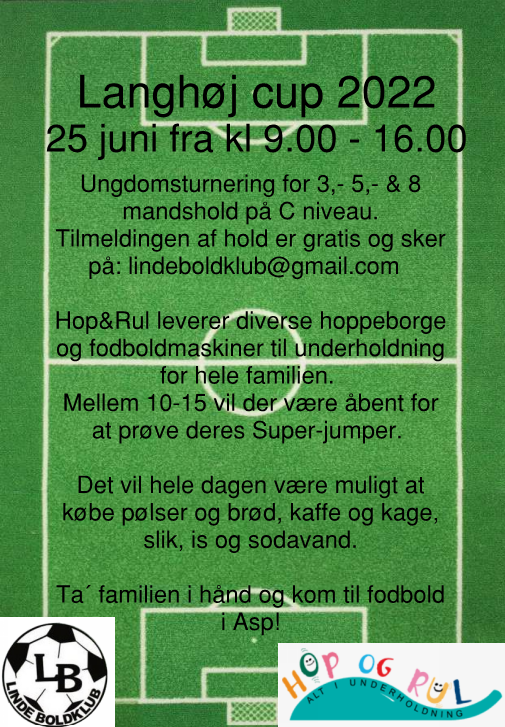 Langhøj cup 2022
25 juni fra kl 9.00 - 16.00
Ungdomsturnering for 3,- 5,- & 8
mandshold på C niveau.
Tilmeldingen af hold er gratis og sker
på: lindeboldklub@gmail.com
Hop&Rul leverer diverse hoppeborge
og fodboldmaskiner til underholdning
for hele familien.
Mellem 10-15 vil der være åbent for
at prøve deres Super-jumper.
Det vil hele dagen være muligt at
købe pølser og brød, kaffe og kage,
slik, is og sodavand.
Ta´ familien i hånd og kom til fodbold
i Asp!
LB
LINDE BOLDKLUB
HOP OG RUL
ALT I UNDERHOLDNING